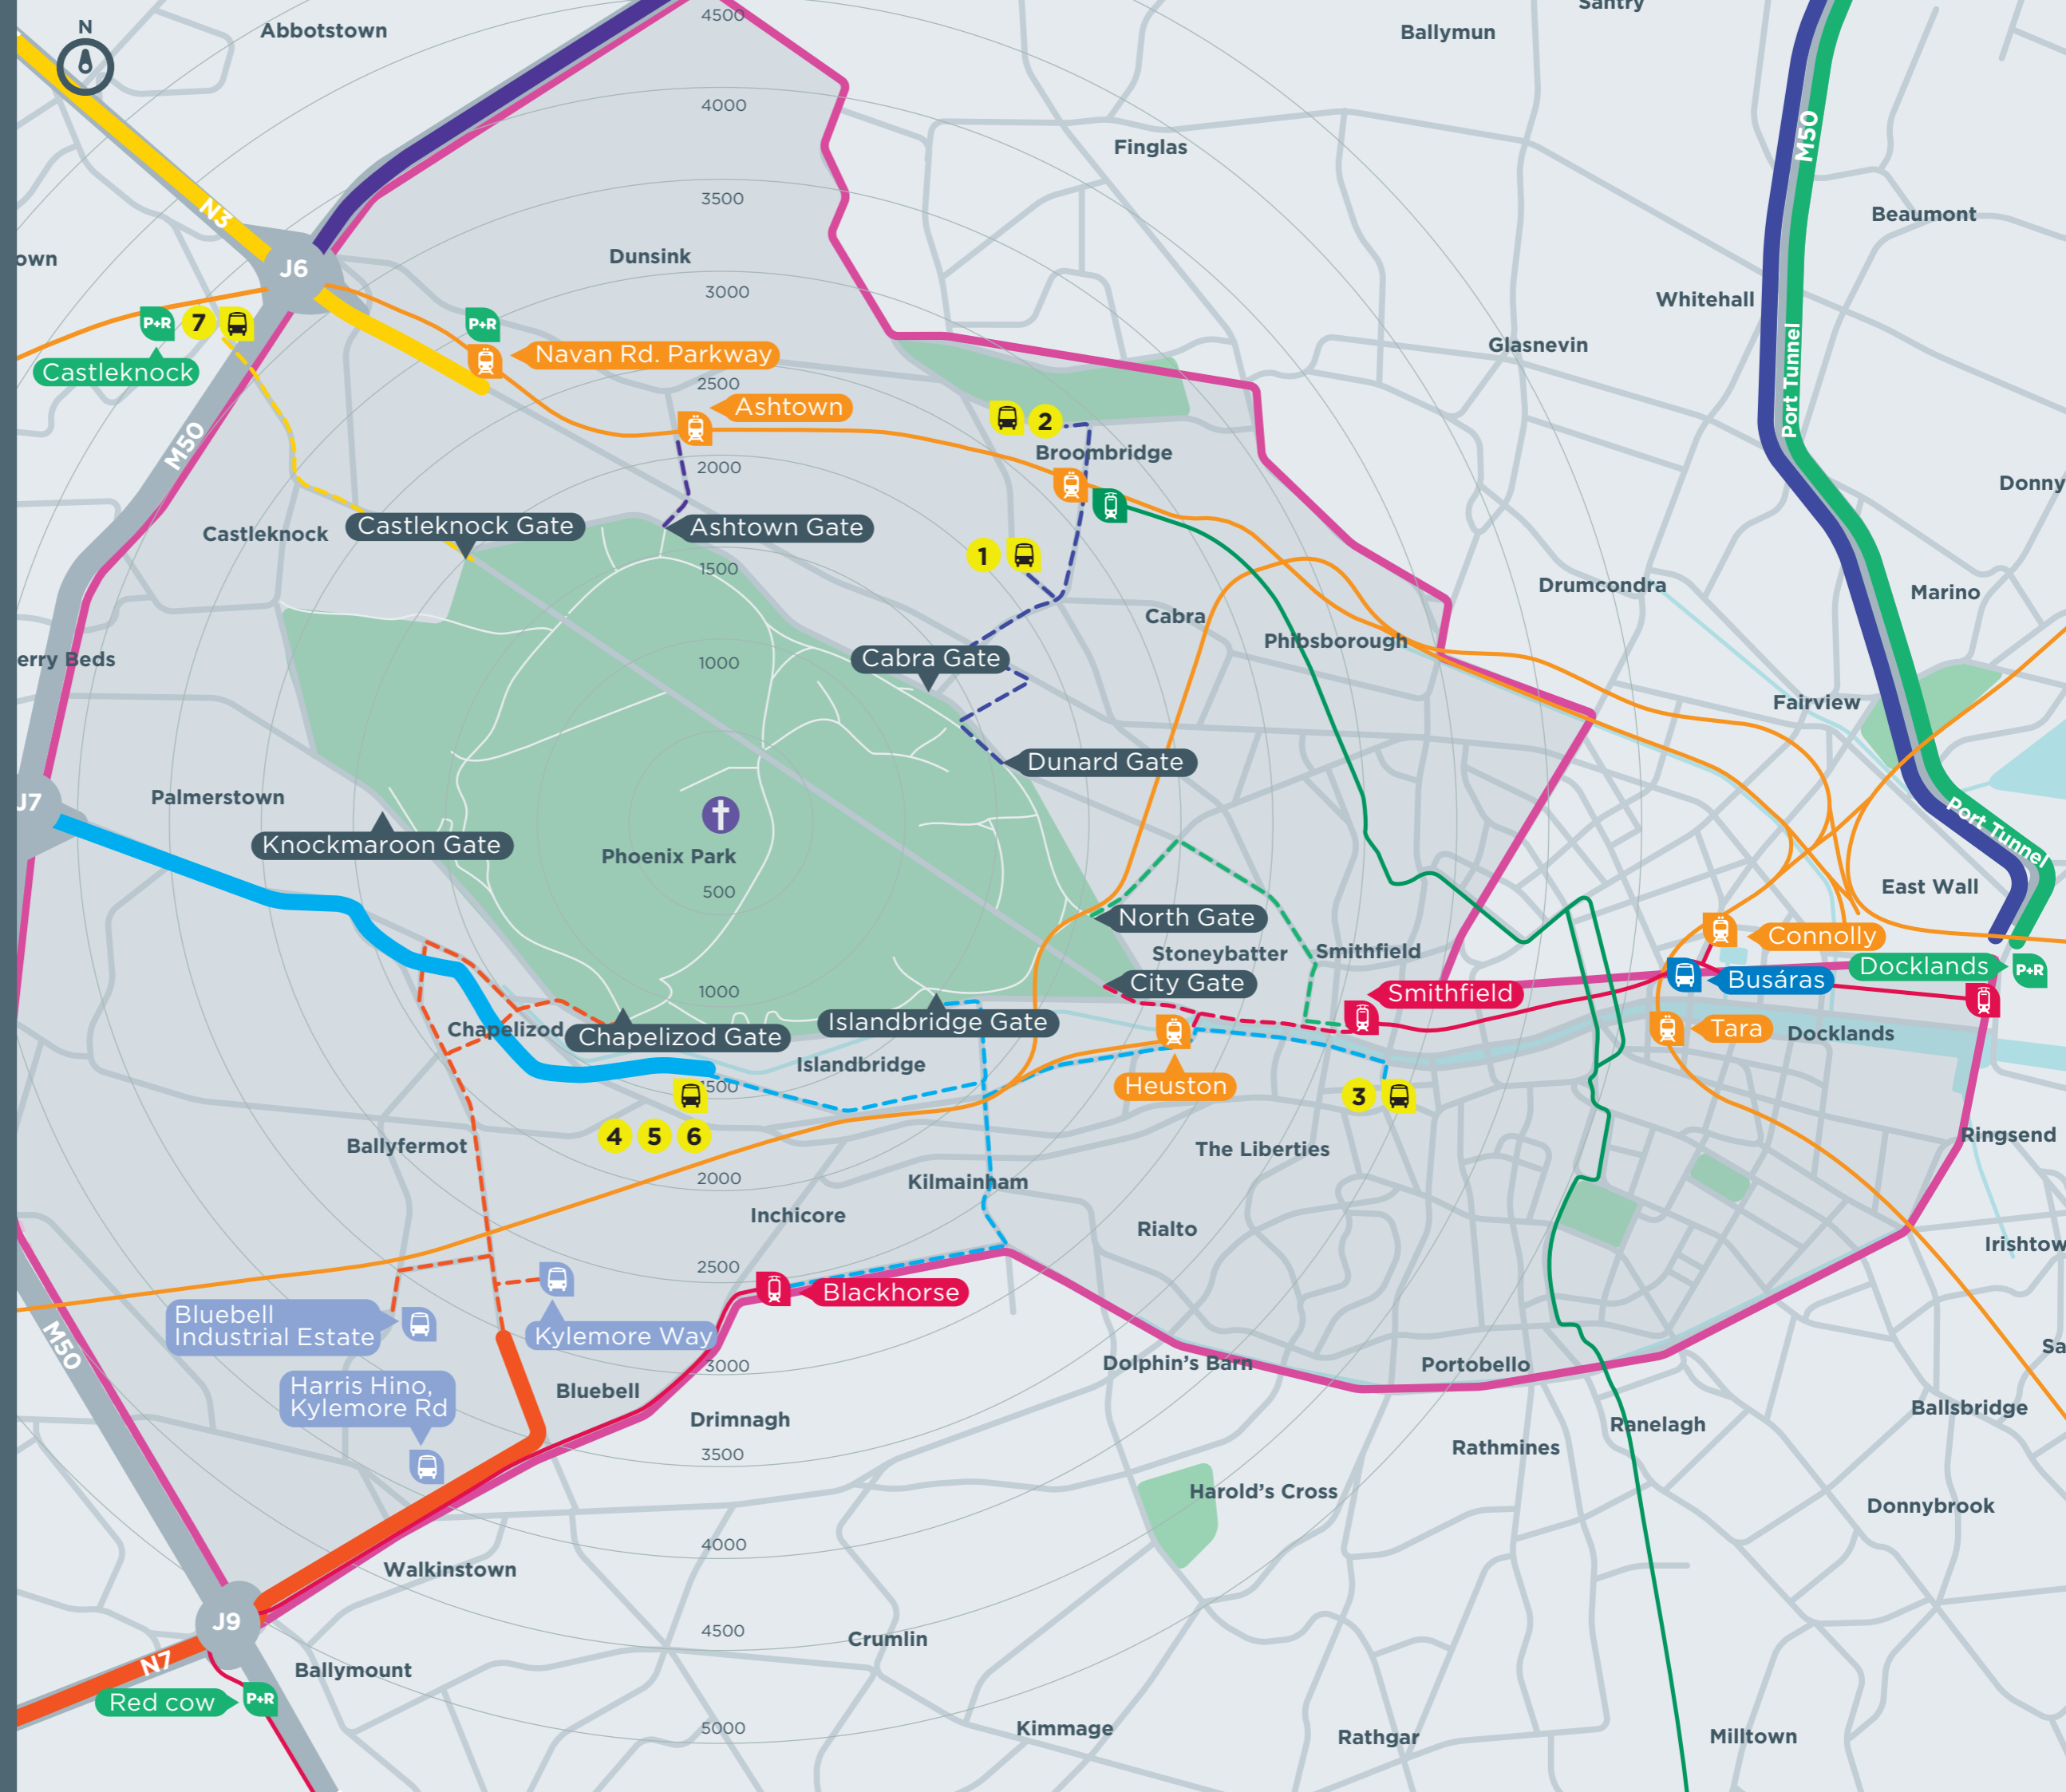 N
Abbotstown
4500
Ballymun
Santry
4000
M50
Finglas
N3
3500
Beaumont
own
Dunsink
J6
3000
Whitehall
P+R
7
P+R
Castleknock
Navan Rd. Parkway
Glasnevin
Port Tunnel
2500
Ashtown
2
M50
Broombridge
2000
Donny
Castleknock
Castleknock Gate
Ashtown Gate
1
1500
Drumcondra
Marino
Cabra
Phibsborough
erry Beds
1000
Cabra Gate
Fairview
Dunard Gate
J7
Palmerstown
Knockmaroon Gate
Phoenix Park
500
Port Tunnel
East Wall
North Gate
Stoneybatter
Smithfield
Connolly
City Gate
Docklands
P+R
Busáras
Smithfield
1000
Chapelizod
Chapelizod Gate
Islandbridge Gate
Tara
Docklands
Islandbridge
Heuston
1500
3
4
5
6
Ballyfermot
The Liberties
Ringsend
2000
Kilmainham
Inchicore
Rialto
Irishtow
2500
Blackhorse
Bluebell
Industrial Estate
Kylemore Way
M50
Sa
3000
Dolphin's Barn
Portobello
Harris Hino,
Kylemore Rd
Bluebell
Drimnagh
Ballsbridge
Ranelagh
3500
Rathmines
Harold's Cross
Donnybrook
4000
Walkinstown
J9
4500
Crumlin
N7
Ballymount
Red cow
P+R
5000
Kimmage
Rathgar
Milltown